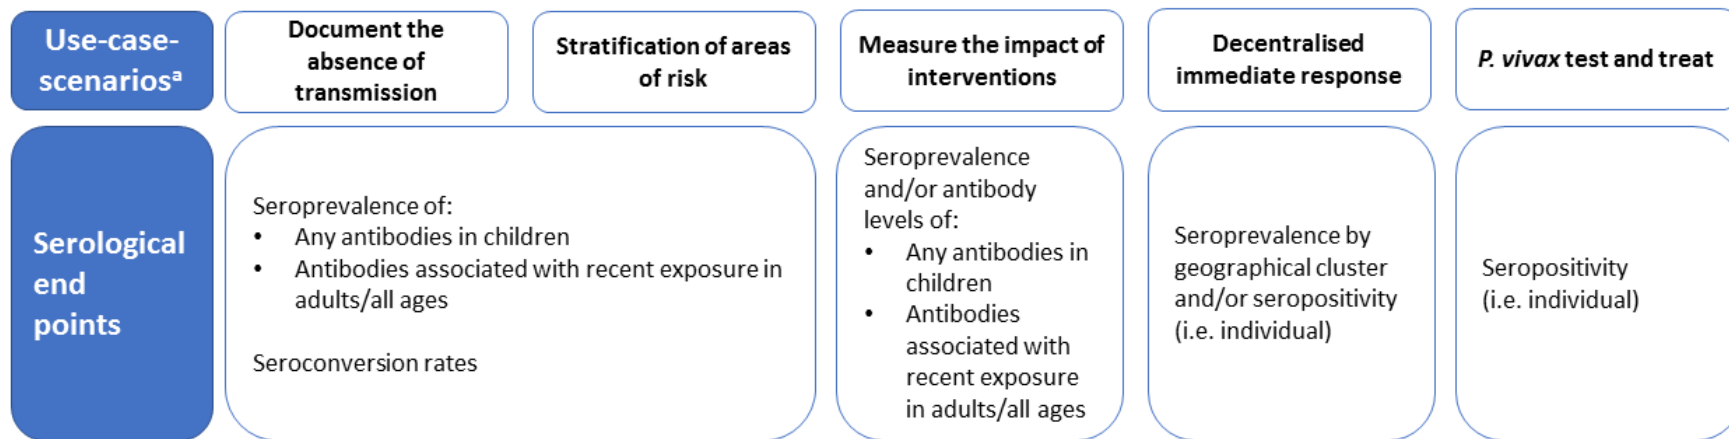 Use-case-
scenariosᵃ
Document the
absence of
transmission
Stratification of areas
of risk
Measure the impact of
interventions
Decentralised
immediate response
P. vivax test and treat
Serological
end
points
Seroprevalence of:
• Any antibodies in children
• Antibodies associated with recent exposure in
adults/all ages
Seroconversion rates
Seroprevalence
and/or antibody
levels of:
• Any antibodies in
children
• Antibodies
associated with
recent exposure
in adults/all ages
Seroprevalence by
geographical cluster
and/or seropositivity
(i.e. individual)
Seropositivity
(i.e. individual)